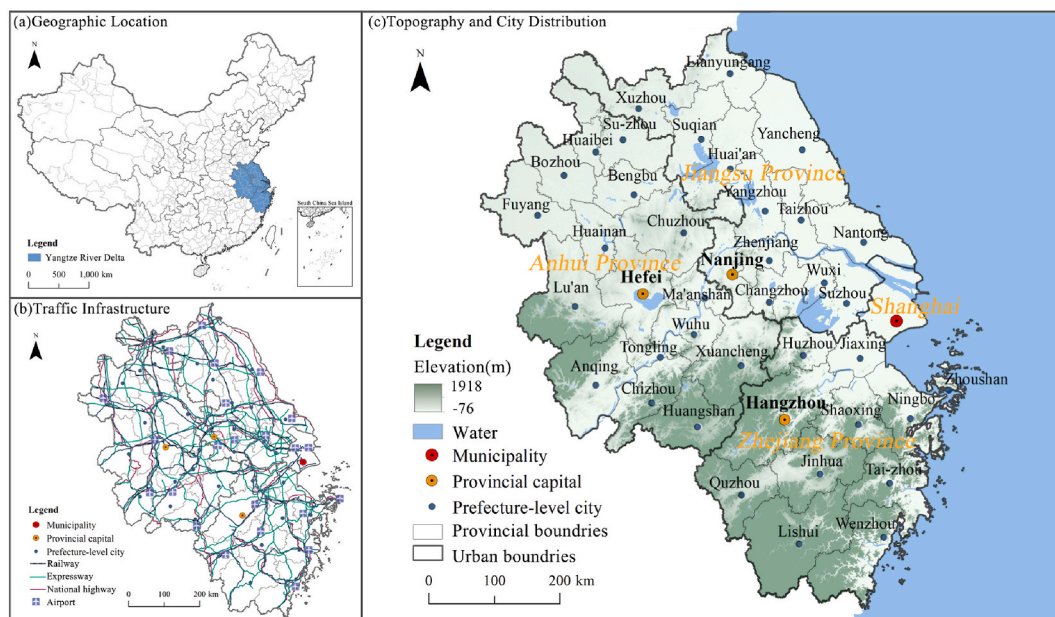 (a)Geographic Location
N
South China Sea Island
Legend
Yangtze River Delta
0 500 1,000 km
(b)Traffic Infrastructure
N
Legend
Municipality
Provincial capital
Prefecture-level city
Railway
Expressway
National highway
Airport
0 100 200 km
(c)Topography and City Distribution
N
Lianyungang
Xuzhou
Su-zhou
Suqian
Yancheng
Huaibei
Huai'an
Bozhou
Jiangsu Province
Bengbu
Yangzhou
Fuyang
Taizhou
Chuzhou
Nantong
Huainan
Zhenjiang
Anhui Province
Nanjing
Hefei
Wuxi
Lu'an
Ma'anshan
Changzhou
Suzhou
Shanghai
Wuhu
Legend
Tongling
Xuancheng
Huzhou
Jiaxing
Elevation(m)
1918
-76
Anqing
Chizhou
Zhoushan
Ningbo
Hangzhou
Huangshan
Shaoxing
Water
Zhejiang Province
Municipality
Jinhua
Tai-zhou
Provincial capital
Quzhou
Prefecture-level city
Wenzhou
Provincial boundries
Lishui
Urban boundries
0 100 200 km